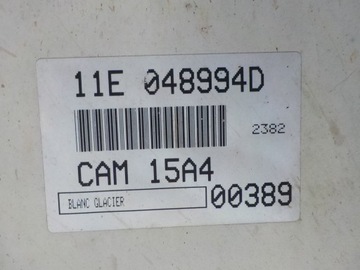 11E 048994D
2382
CAM 15A4
BLANC GLACIER 00389